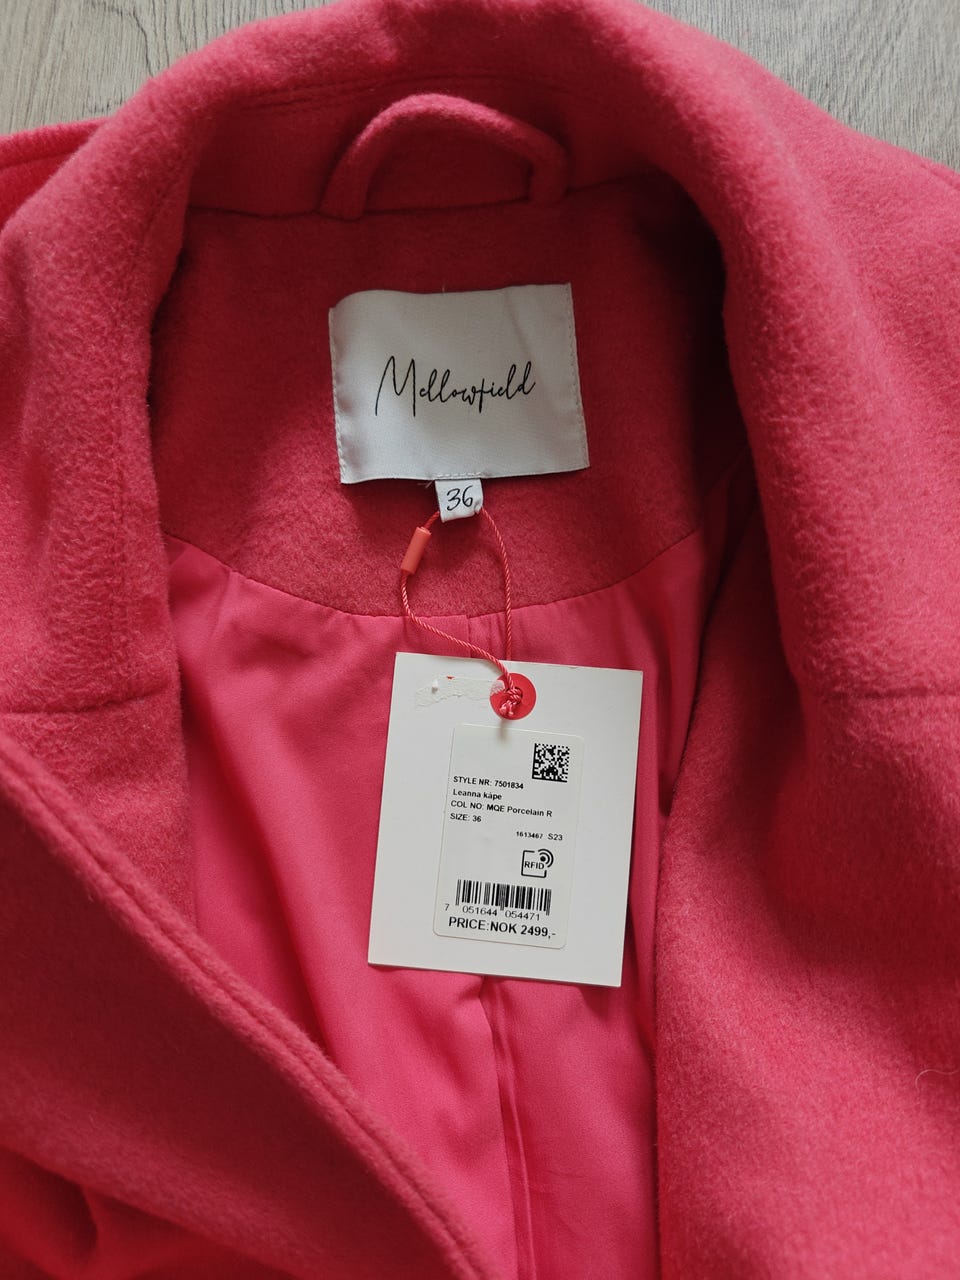 Mellowfield
36
STYLE NR: 7501834
Leanna kåpe
COL NO: MQE Porcelain R
SIZE: 36
1613467 S23
RFID
7 051644 054471
PRICE:NOK 2499,-